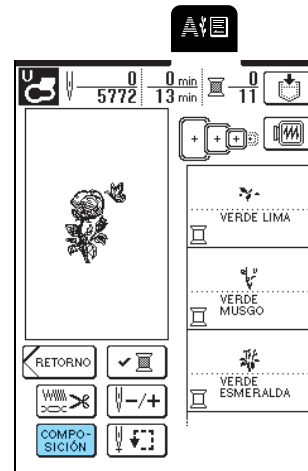 A
U
0 0 min 0
5772 13 min 11
VERDE LIMA
VERDE
MUSGO
VERDE
ESMERALDA
RETORNO
-/+
COMPO-
SICIÓN